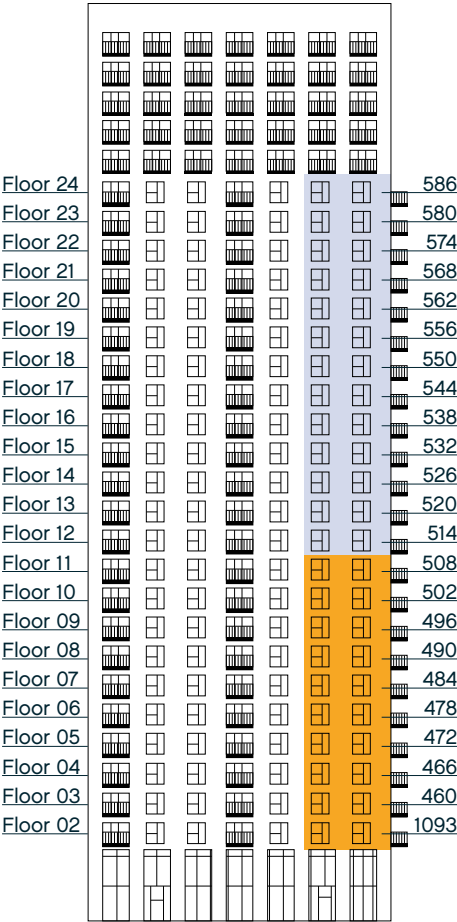 Floor 24 586
Floor 23 580
Floor 22 574
Floor 21 568
Floor 20 562
Floor 19 556
Floor 18 550
Floor 17 544
Floor 16 538
Floor 15 532
Floor 14 526
Floor 13 520
Floor 12 514
Floor 11 508
Floor 10 502
Floor 09 496
Floor 08 490
Floor 07 484
Floor 06 478
Floor 05 472
Floor 04 466
Floor 03 460
Floor 02 1093